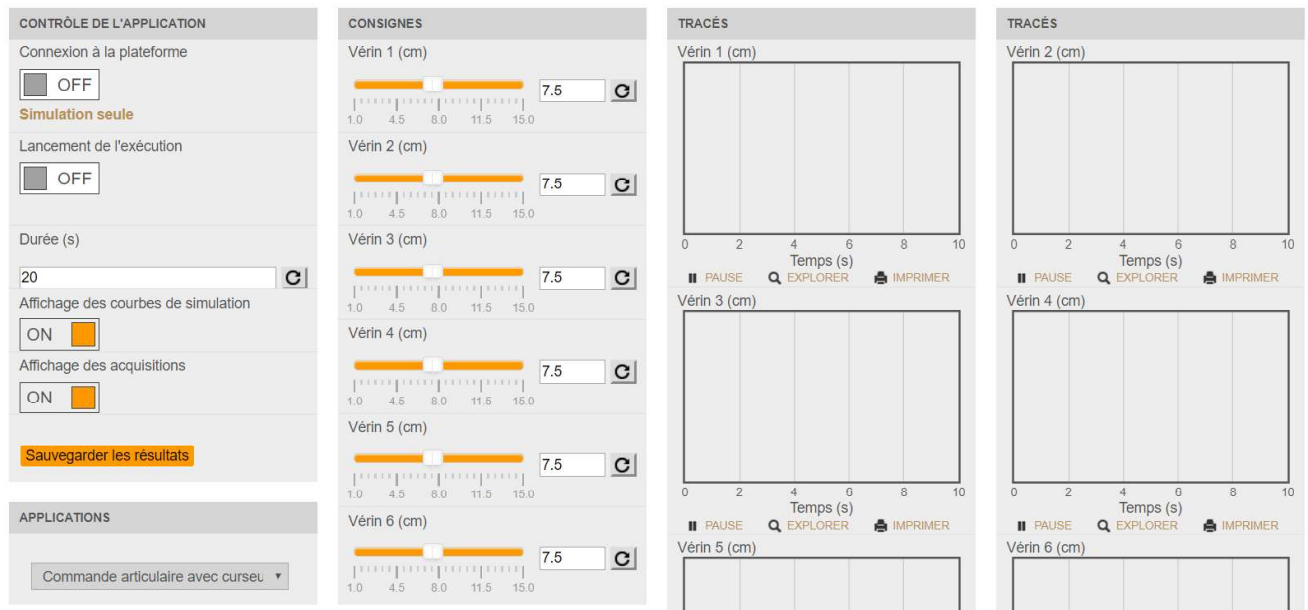 CONTRÔLE DE L'APPLICATION
Connexion à la plateforme
OFF
Simulation seule
Lancement de l'exécution
OFF
Durée (s)
20
Affichage des courbes de simulation
ON
Affichage des acquisitions
ON
Sauvegarder les résultats
APPLICATIONS
Commande articulaire avec curseu
CONSIGNES
Vérin 1 (cm)
7.5
1.0 4.5 8.0 11.5 15.0
Vérin 2 (cm)
7.5
1.0 4.5 8.0 11.5 15.0
Vérin 3 (cm)
7.5
1.0 4.5 8.0 11.5 15.0
Vérin 4 (cm)
7.5
1.0 4.5 8.0 11.5 15.0
Vérin 5 (cm)
7.5
1.0 4.5 8.0 11.5 15.0
Vérin 6 (cm)
7.5
1.0 4.5 8.0 11.5 15.0
TRACÉS
Vérin 1 (cm)
0 2 4 6 8 10
Temps (s)
PAUSE EXPLORER IMPRIMER
Vérin 3 (cm)
0 2 4 6 8 10
Temps (s)
PAUSE EXPLORER IMPRIMER
Vérin 5 (cm)
TRACÉS
Vérin 2 (cm)
0 2 4 6 8 10
Temps (s)
PAUSE EXPLORER IMPRIMER
Vérin 4 (cm)
0 2 4 6 8 10
Temps (s)
PAUSE EXPLORER IMPRIMER
Vérin 6 (cm)